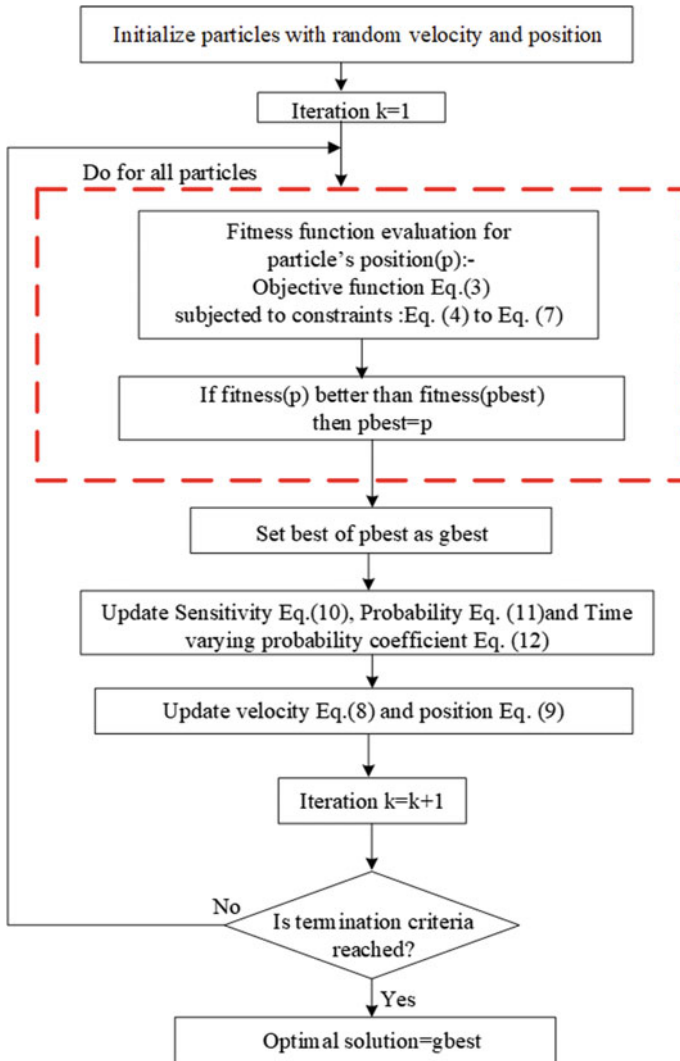 Initialize particles with random velocity and position
Iteration k=1
Do for all particles
Fitness function evaluation for
particle’s position(p):-
Objective function Eq.(3)
subjected to constraints :Eq. (4) to Eq. (7)
If fitness(p) better than fitness(pbest)
then pbest=p
Set best of pbest as gbest
Update Sensitivity Eq.(10), Probability Eq. (11)and Time
varying probability coefficient Eq. (12)
Update velocity Eq.(8) and position Eq. (9)
Iteration k=k+1
No
Is termination criteria
reached?
Yes
Optimal solution=gbest